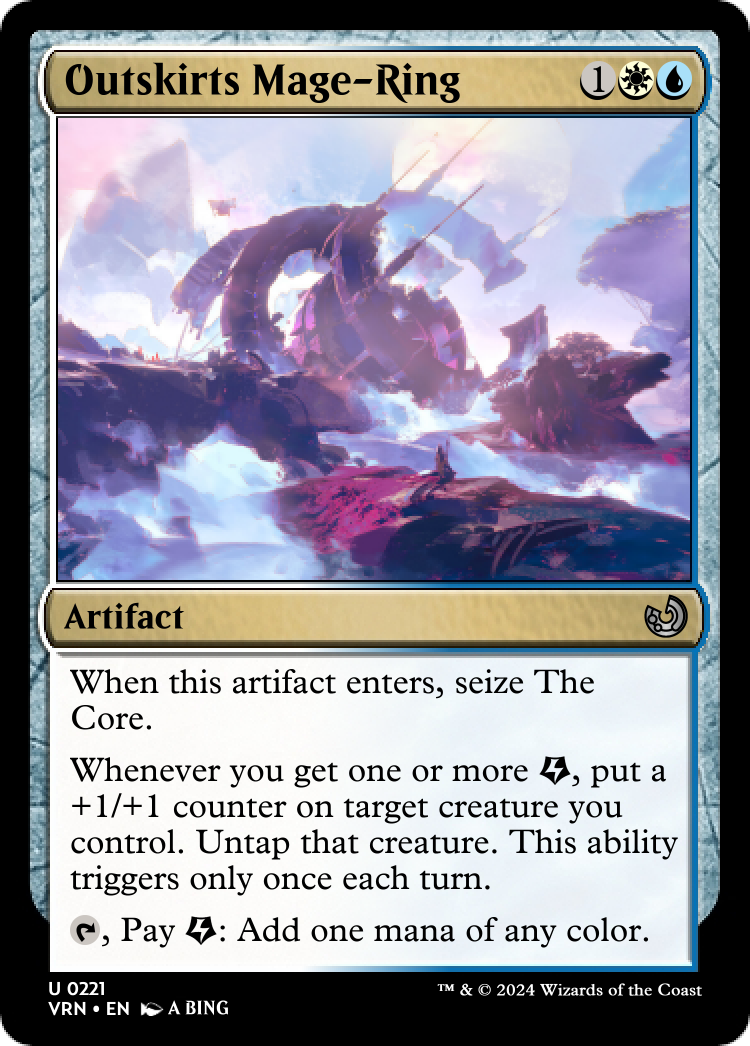 Outskirts Mage-Ring 1
Artifact
When this artifact enters, seize The
Core.
Whenever you get one or more , put a
+1/+1 counter on target creature you
control. Untap that creature. This ability
triggers only once each turn.
, Pay : Add one mana of any color.
U 0221
™ & © 2024 Wizards of the Coast
VRN • EN A BING